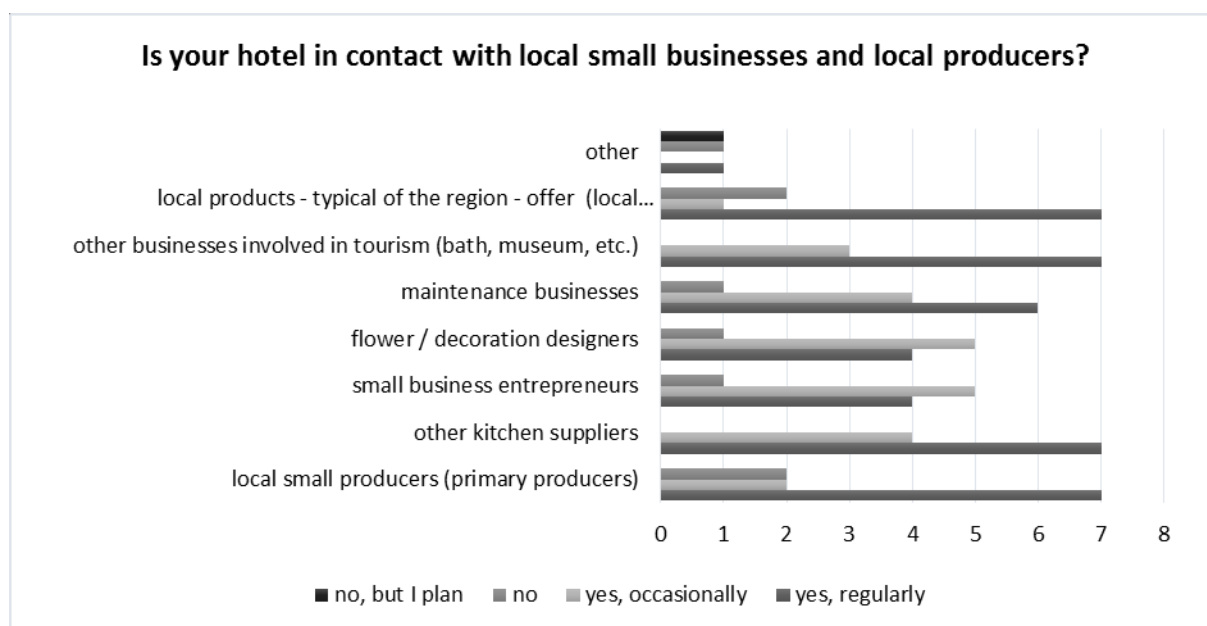 Is your hotel in contact with local small businesses and local producers?
other
local products - typical of the region - offer (local...
other businesses involved in tourism (bath, museum, etc.)
maintenance businesses
flower / decoration designers
small business entrepreneurs
other kitchen suppliers
local small producers (primary producers)
0 1 2 3 4 5 6 7 8
no, but I plan no yes, occasionally yes, regularly